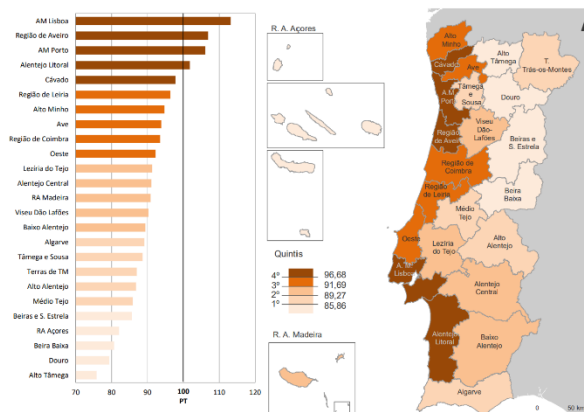 AM Lisboa
Região de Aveiro
AM Porto
Alentejo Litoral
Cávado
Região de Leiria
Alto Minho
Ave
Região de Coimbra
Oeste
Lezíria do Tejo
Alentejo Central
RA Madeira
Viseu Dão Lafões
Baixo Alentejo
Algarve
Tâmega e Sousa
Terras de TM
Alto Alentejo
Médio Tejo
Beiras e S. Estrela
RA Açores
Beira Baixa
Douro
Alto Tâmega
70 80 90 100 110 120
PT
R. A. Açores
Quintis
4º 96,68
3º 91,69
2º 89,27
1º 85,86
R. A. Madeira
Alto
Minho
Cávado
Ave
Alto
Tâmega
T.
Trás-os-Montes
A.M.
Porto
Tâmega
e
Sousa
Douro
Região
de Aveiro
Viseu
Dão-
Lafões
Beiras e
S. Estrela
Região de
Coimbra
Região
de Leiria
Beira
Baixa
Médio
Tejo
Oeste
Lezíria
do Tejo
Alto
Alentejo
A. M.
Lisboa
Alentejo
Central
Alentejo
Litoral
Baixo
Alentejo
Algarve
0 50 km